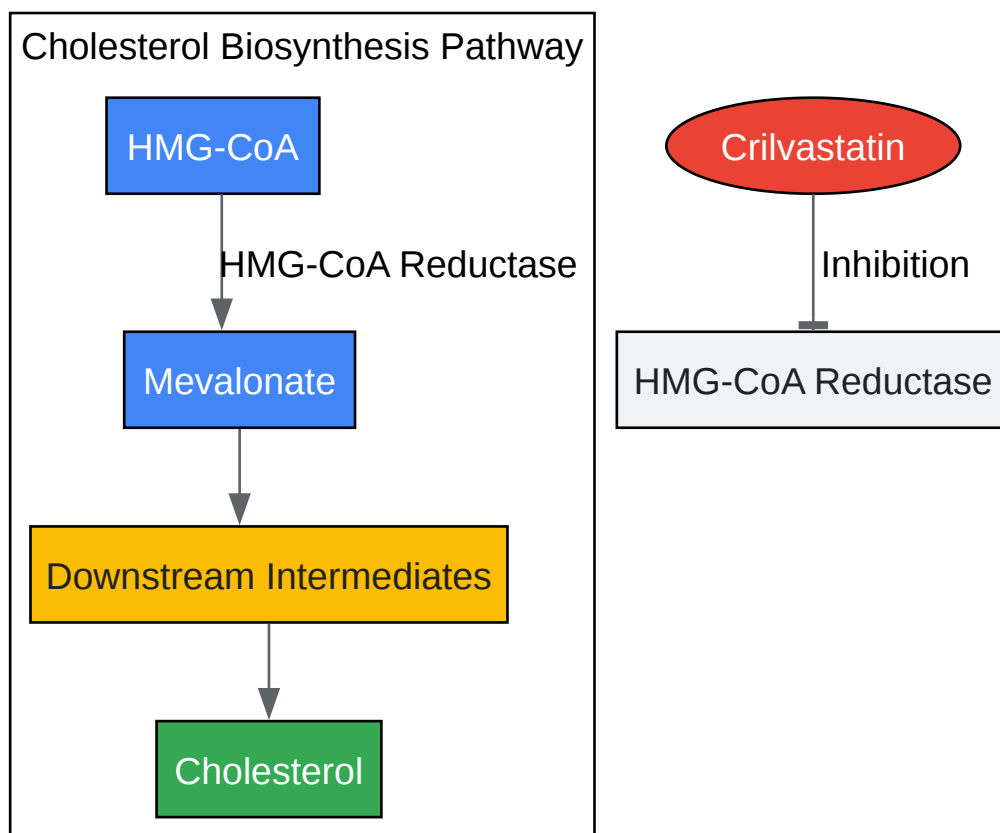 Cholesterol Biosynthesis Pathway
HMG-CoA
HMG-CoA Reductase
Mevalonate
Downstream Intermediates
Cholesterol
Crilvastatin
Inhibition
HMG-CoA Reductase